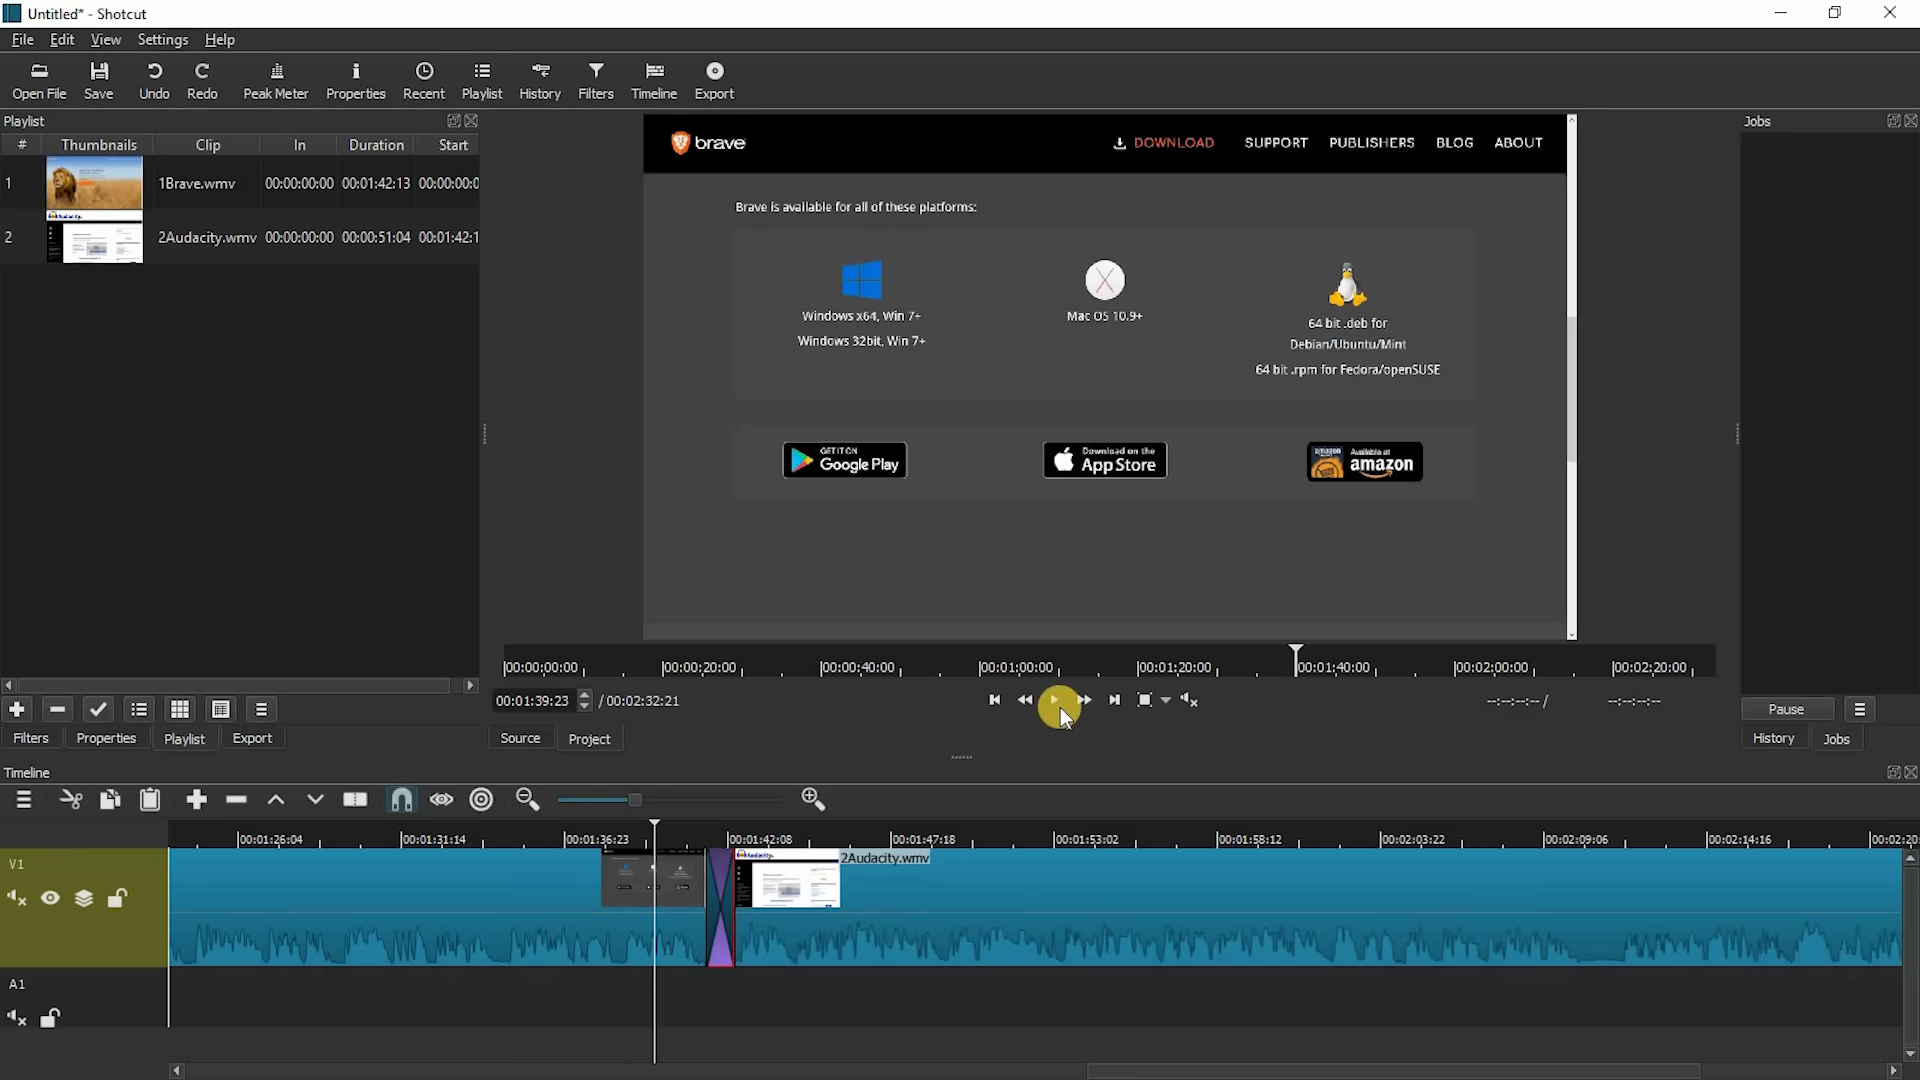 Untitled* - Shotcut
File Edit View Settings Help
Open File Save Undo Redo Peak Meter Properties Recent Playlist History Filters Timeline Export
Playlist
# Thumbnails Clip In Duration Start
1 1Brave.wmv 00:00:00:00 00:01:42:13 00:00:00:0
2 2Audacity.wmv 00:00:00:00 00:00:51:04 00:01:42:1
brave DOWNLOAD SUPPORT PUBLISHERS BLOG ABOUT
Brave is available for all of these platforms:
Windows x64, Win 7+
Windows 32bit, Win 7+
Mac OS 10.9+
64 bit .deb for
Debian/Ubuntu/Mint
64 bit .rpm for Fedora/openSUSE
GET IT ON
Google Play
Download on the
App Store
amazon
Available at
amazon
Jobs
00:00:00:00 00:00:20:00 00:00:40:00 00:01:00:00 00:01:20:00 00:01:40:00 00:02:00:00 00:02:20:00
00:01:39:23 / 00:02:32:21 --:--:--:-- / --:--:--:--
Pause
Filters Properties Playlist Export Source Project History Jobs
Timeline
00:01:26:04 00:01:31:14 00:01:36:23 00:01:42:08 00:01:47:18 00:01:53:02 00:01:58:12 00:02:03:22 00:02:09:06 00:02:14:16 00:02:20
V1
Audacity
2Audacity.wmv
A1